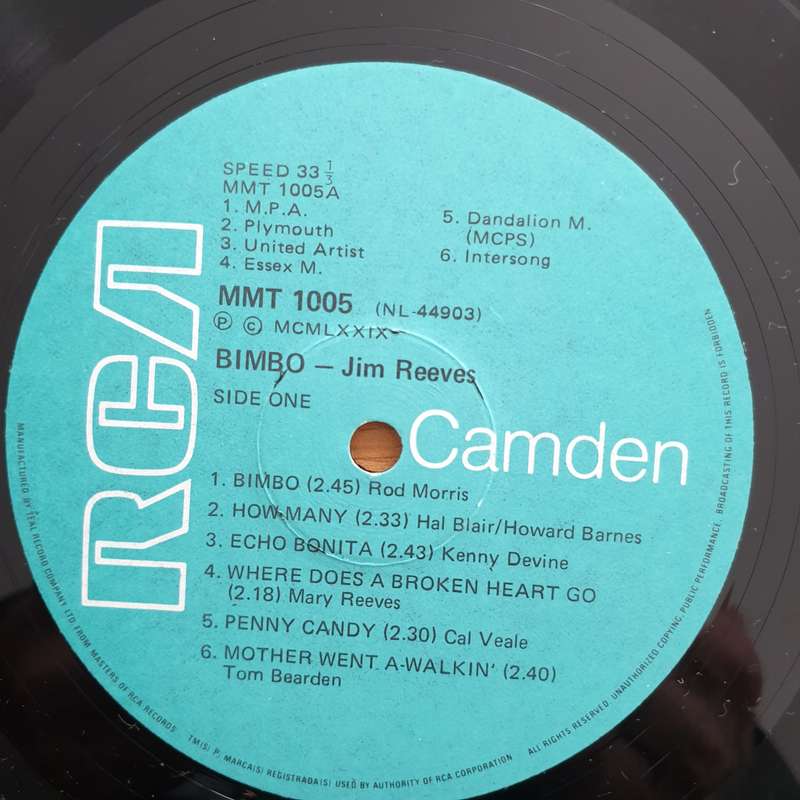 SPEED 33 1/3
MMT 1005A
1. M.P.A.
2. Plymouth
3. United Artist
4. Essex M.
5. Dandalion M.
(MCPS)
6. Intersong
MMT 1005 (NL-44903)
Ⓟ © MCMLXXIX
BIMBO – Jim Reeves
SIDE ONE
RCA
Camden
1. BIMBO (2.45) Rod Morris
2. HOW MANY (2.33) Hal Blair/Howard Barnes
3. ECHO BONITA (2.43) Kenny Devine
4. WHERE DOES A BROKEN HEART GO
(2.18) Mary Reeves
5. PENNY CANDY (2.30) Cal Veale
6. MOTHER WENT A-WALKIN' (2.40)
Tom Bearden
MANUFACTURED BY TEAL RECORD COMPANY LTD FROM MASTERS OF RCA RECORDS
TM(S) P, MARCA(S) REGISTRADA(S) USED BY AUTHORITY OF RCA CORPORATION
ALL RIGHTS RESERVED. UNAUTHORIZED COPYING, PUBLIC PERFORMANCE, BROADCASTING OF THIS RECORD IS FORBIDDEN